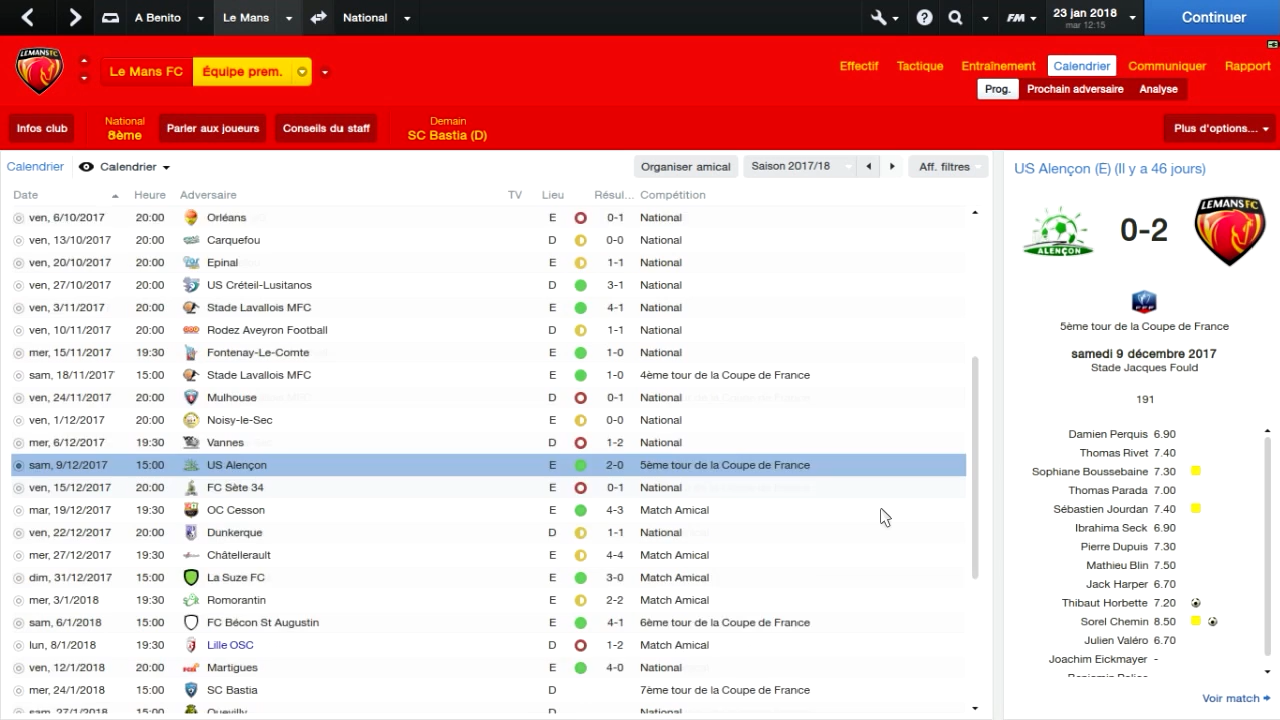 A Benito Le Mans National FM 23 jan 2018 mar 12:15 Continuer
LEMANSFC Le Mans FC Équipe prem. Effectif Tactique Entraînement Calendrier Communiquer Rapport
Prog. Prochain adversaire Analyse
Infos club National 8ème Parler aux joueurs Conseils du staff Demain SC Bastia (D) Plus d'options...
Calendrier Calendrier Organiser amical Saison 2017/18 Aff. filtres
Date Heure Adversaire TV Lieu Résul... Compétition
ven, 6/10/2017 20:00 Orléans E 0-1 National
ven, 13/10/2017 20:00 Carquefou D 0-0 National
ven, 20/10/2017 20:00 Epinal E 1-1 National
ven, 27/10/2017 20:00 US Créteil-Lusitanos D 3-1 National
ven, 3/11/2017 20:00 Stade Lavallois MFC E 4-1 National
ven, 10/11/2017 20:00 Rodez Aveyron Football D 1-1 National
mer, 15/11/2017 19:30 Fontenay-Le-Comte E 1-0 National
sam, 18/11/2017 15:00 Stade Lavallois MFC E 1-0 4ème tour de la Coupe de France
ven, 24/11/2017 20:00 Mulhouse D 0-1 National
ven, 1/12/2017 20:00 Noisy-le-Sec E 0-0 National
mer, 6/12/2017 19:30 Vannes D 1-2 National
sam, 9/12/2017 15:00 US Alençon E 2-0 5ème tour de la Coupe de France
ven, 15/12/2017 20:00 FC Sète 34 E 0-1 National
mar, 19/12/2017 19:30 OC Cesson E 4-3 Match Amical
ven, 22/12/2017 20:00 Dunkerque D 1-1 National
mer, 27/12/2017 19:30 Châtellerault E 4-4 Match Amical
dim, 31/12/2017 15:00 La Suze FC E 3-0 Match Amical
mer, 3/1/2018 19:30 Romorantin E 2-2 Match Amical
sam, 6/1/2018 15:00 FC Bécon St Augustin E 4-1 6ème tour de la Coupe de France
lun, 8/1/2018 19:30 Lille OSC D 1-2 Match Amical
ven, 12/1/2018 20:00 Martigues E 4-0 National
mer, 24/1/2018 15:00 SC Bastia D 7ème tour de la Coupe de France
sam, 27/1/2018 15:00 Quevilly D National
US Alençon (E) (Il y a 46 jours)
ALENÇON 0-2 LEMANSFC
FFF
5ème tour de la Coupe de France
samedi 9 décembre 2017
Stade Jacques Fould
191
Damien Perquis 6.90
Thomas Rivet 7.40
Sophiane Boussebaine 7.30
Thomas Parada 7.00
Sébastien Jourdan 7.40
Ibrahima Seck 6.90
Pierre Dupuis 7.30
Mathieu Blin 7.50
Jack Harper 6.70
Thibaut Horbette 7.20
Sorel Chemin 8.50
Julien Valéro 6.70
Joachim Eickmayer -
Voir match